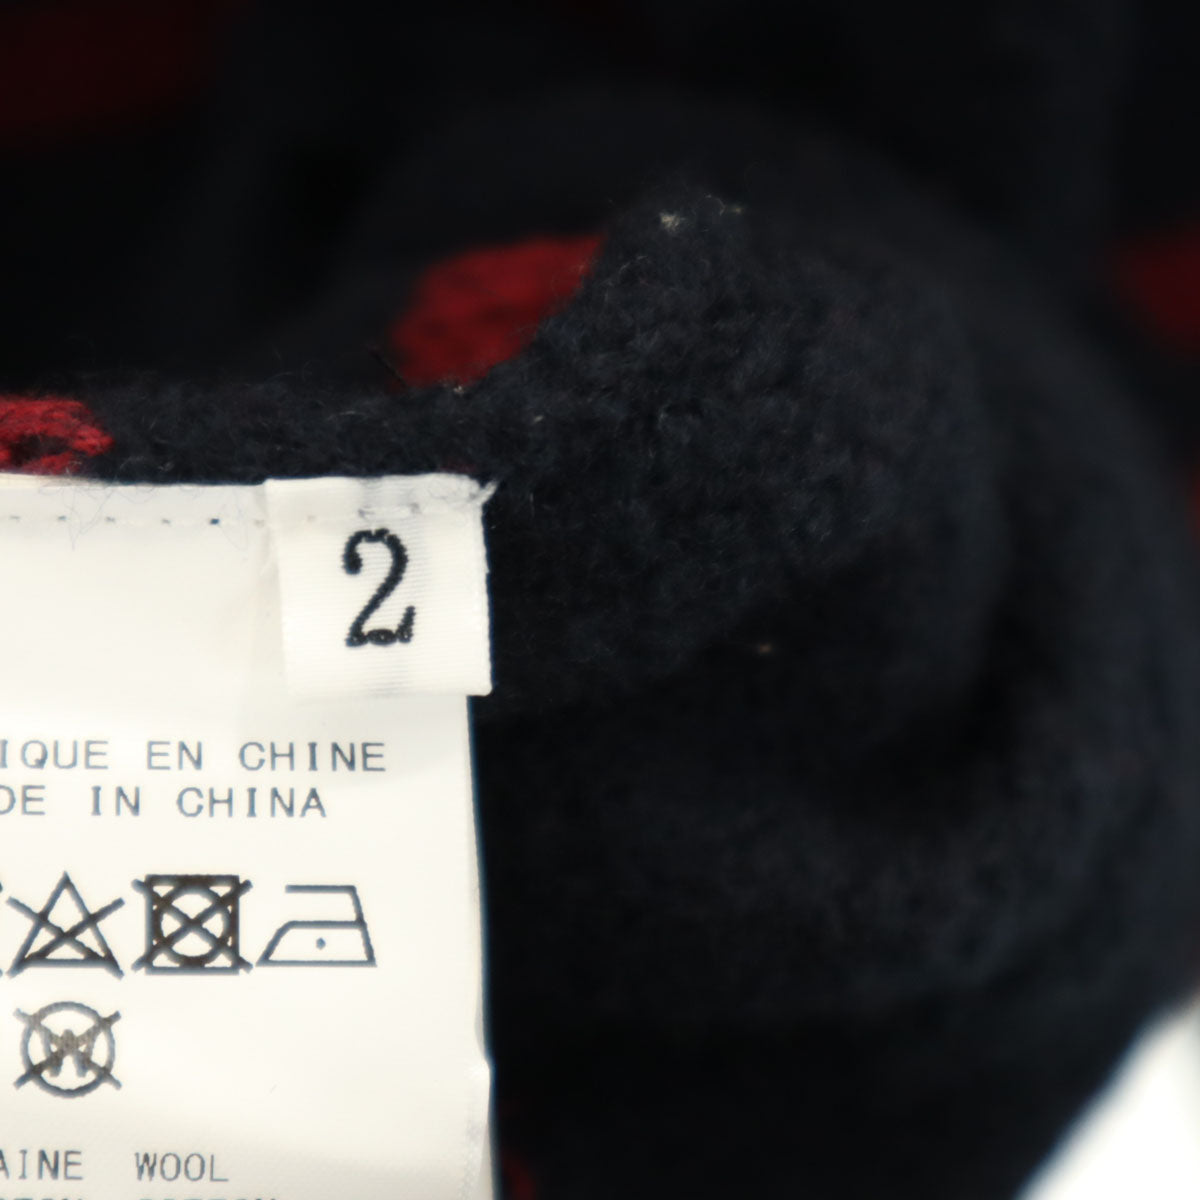 2
IQUE EN CHINE
DE IN CHINA
W
AINE WOOL